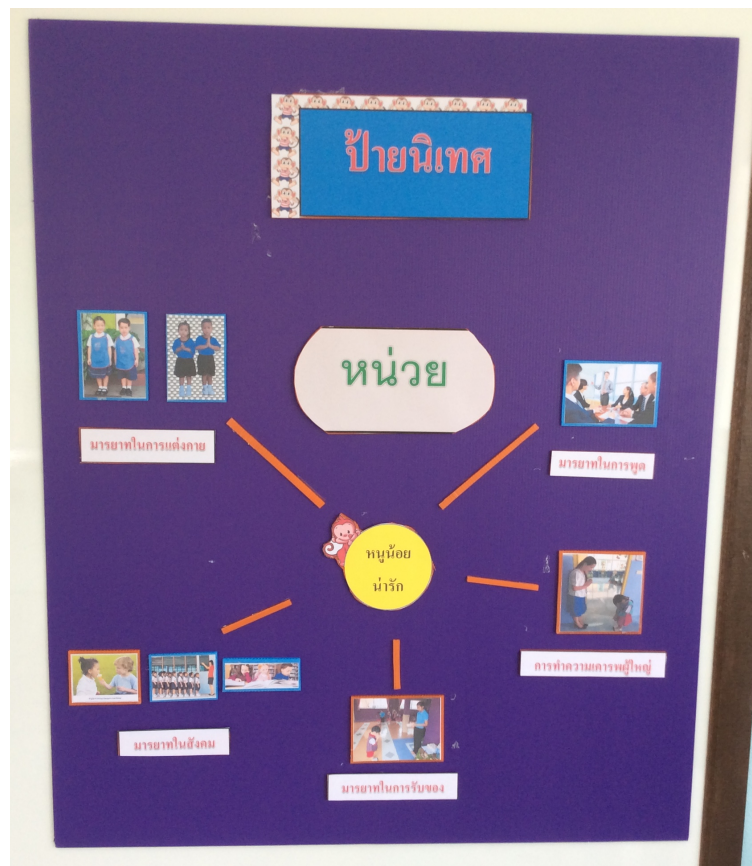 ป้ายนิเทศ
หน่วย
มารยาทในการแต่งกาย
มารยาทในการพูด
หนูน้อย
น่ารัก
การทำความเคารพผู้ใหญ่
มารยาทในสังคม
มารยาทในการรับของ